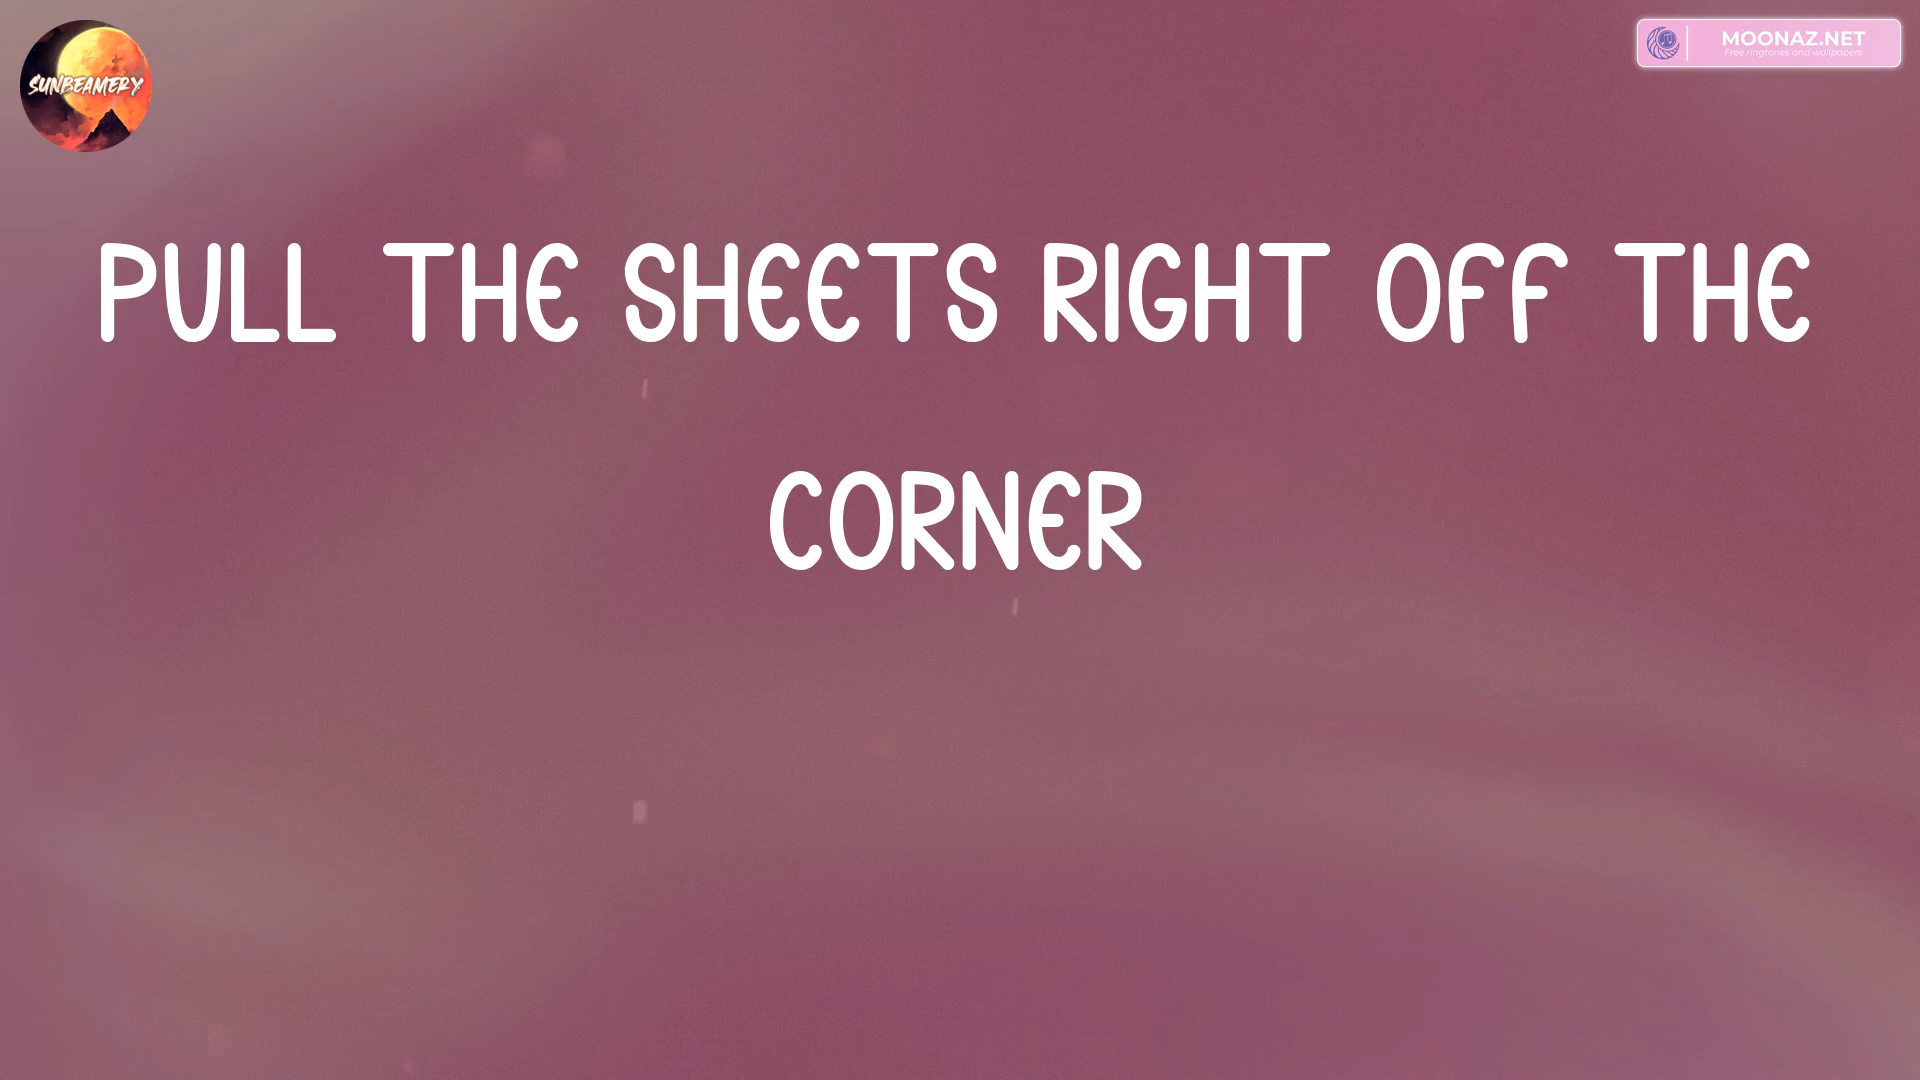 SUNBEAMERY
MOONAZ.NET
Free ringtones and wallpapers
PULL THE SHEETS RIGHT OFF THE
CORNER